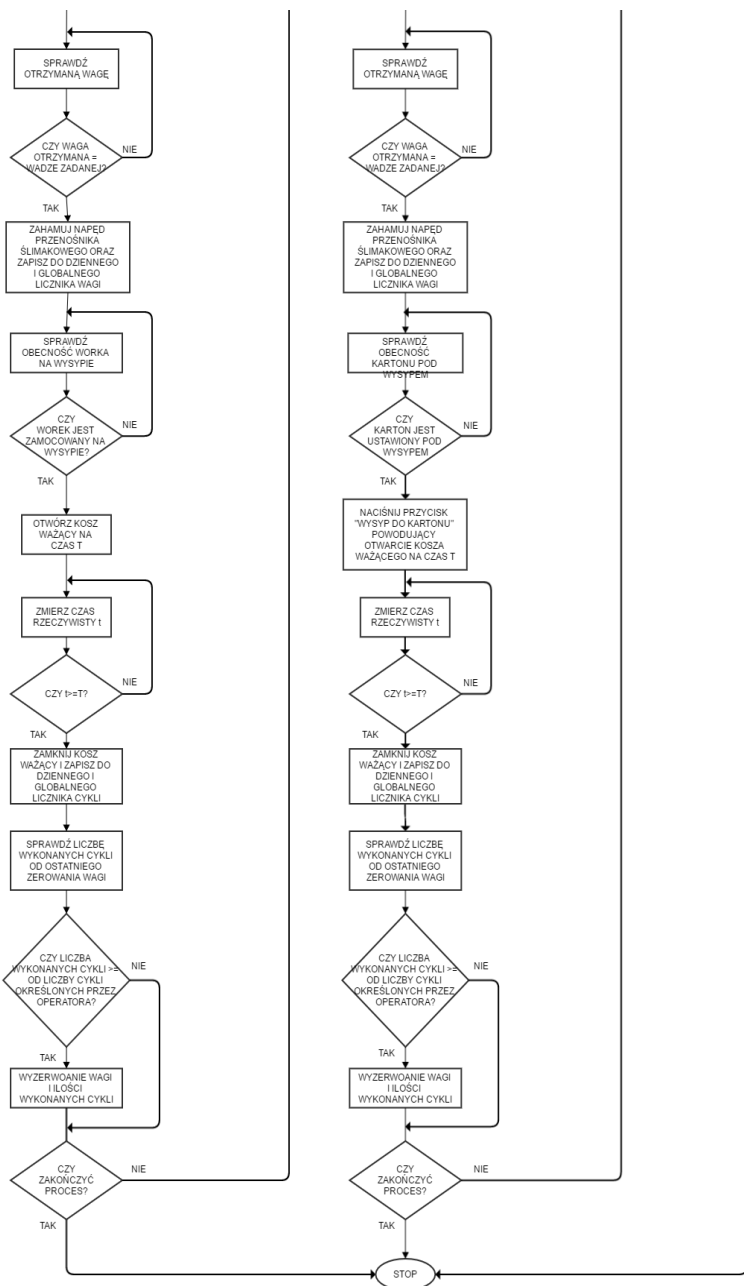 SPRAWDŹ
OTRZYMANĄ WAGĘ
CZY WAGA
OTRZYMANA =
WADZE ZADANEJ?
NIE
TAK
ZAHAMUJ NAPĘD
PRZENOŚNIKA
ŚLIMAKOWEGO ORAZ
ZAPISZ DO DZIENNEGO
I GLOBALNEGO
LICZNIKA WAGI
SPRAWDŹ
OBECNOŚĆ WORKA
NA WYSYPIE
CZY
WOREK JEST
ZAMOCOWANY NA
WYSYPIE?
NIE
TAK
OTWÓRZ KOSZ
WAŻĄCY NA
CZAS T
ZMIERZ CZAS
RZECZYWISTY t
CZY t>=T?
NIE
TAK
ZAMKNIJ KOSZ
WAŻĄCY I ZAPISZ DO
DZIENNEGO I
GLOBALNEGO
LICZNIKA CYKLI
SPRAWDŹ LICZBĘ
WYKONANYCH CYKLI
OD OSTATNIEGO
ZEROWANIA WAGI
CZY LICZBA
WYKONANYCH CYKLI >=
OD LICZBY CYKLI
OKREŚLONYCH PRZEZ
OPERATORA?
NIE
TAK
WYZERWOANIE WAGI
I ILOŚCI
WYKONANYCH CYKLI
CZY
ZAKOŃCZYĆ
PROCES?
NIE
TAK
SPRAWDŹ
OTRZYMANĄ WAGĘ
CZY WAGA
OTRZYMANA =
WADZE ZADANEJ?
NIE
TAK
ZAHAMUJ NAPĘD
PRZENOŚNIKA
ŚLIMAKOWEGO ORAZ
ZAPISZ DO DZIENNEGO
I GLOBALNEGO
LICZNIKA WAGI
SPRAWDŹ
OBECNOŚĆ
KARTONU POD
WYSYPEM
CZY
KARTON JEST
USTAWIONY POD
WYSYPEM
NIE
TAK
NACIŚNIJ PRZYCISK
"WYSYP DO KARTONU"
POWODUJĄCY
OTWARCIE KOSZA
WAŻĄCEGO NA CZAS T
ZMIERZ CZAS
RZECZYWISTY t
CZY t>=T?
NIE
TAK
ZAMKNIJ KOSZ
WAŻĄCY I ZAPISZ DO
DZIENNEGO I
GLOBALNEGO
LICZNIKA CYKLI
SPRAWDŹ LICZBĘ
WYKONANYCH CYKLI
OD OSTATNIEGO
ZEROWANIA WAGI
CZY LICZBA
WYKONANYCH CYKLI >=
OD LICZBY CYKLI
OKREŚLONYCH PRZEZ
OPERATORA?
NIE
TAK
WYZERWOANIE WAGI
I ILOŚCI
WYKONANYCH CYKLI
CZY
ZAKOŃCZYĆ
PROCES?
NIE
TAK
STOP